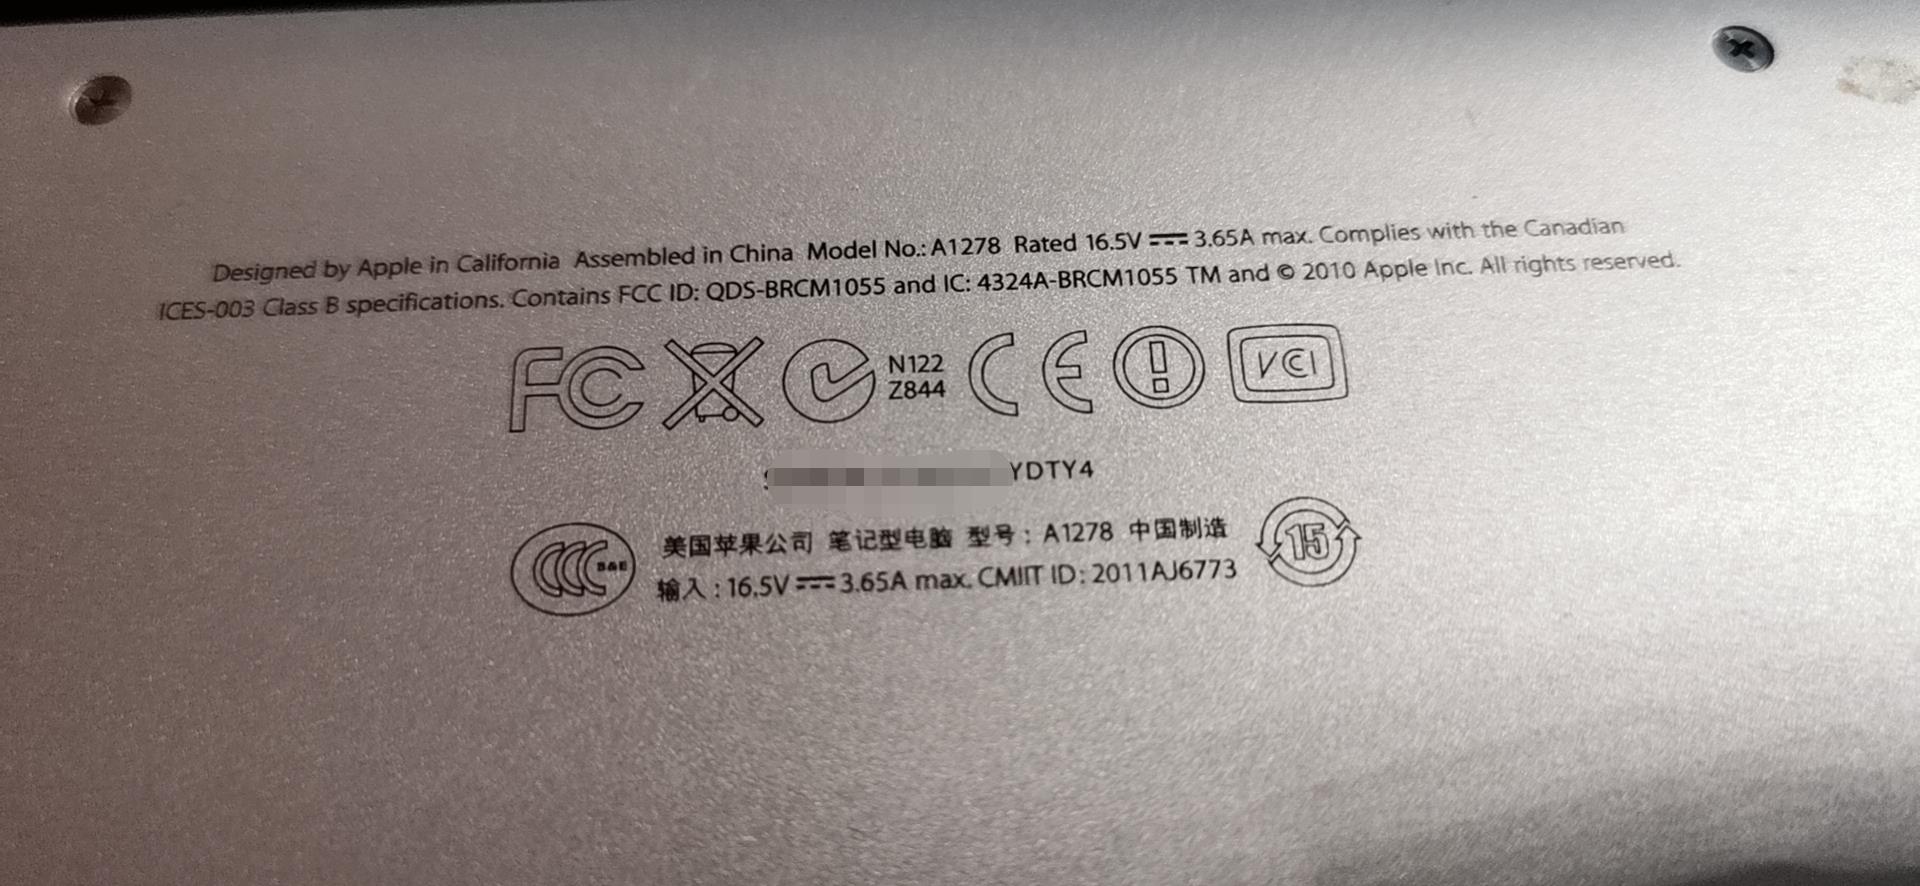 Designed by Apple in California Assembled in China Model No.: A1278 Rated 16.5V ⎓ 3.65A max. Complies with the Canadian
ICES-003 Class B specifications. Contains FCC ID: QDS-BRCM1055 and IC: 4324A-BRCM1055 TM and © 2010 Apple Inc. All rights reserved.
FC N122 CE ! VCI
Z844
YDTY4
CCC S&E 美国苹果公司 笔记型电脑 型号：A1278 中国制造 15
输入：16.5V ⎓ 3.65A max. CMIIT ID: 2011AJ6773